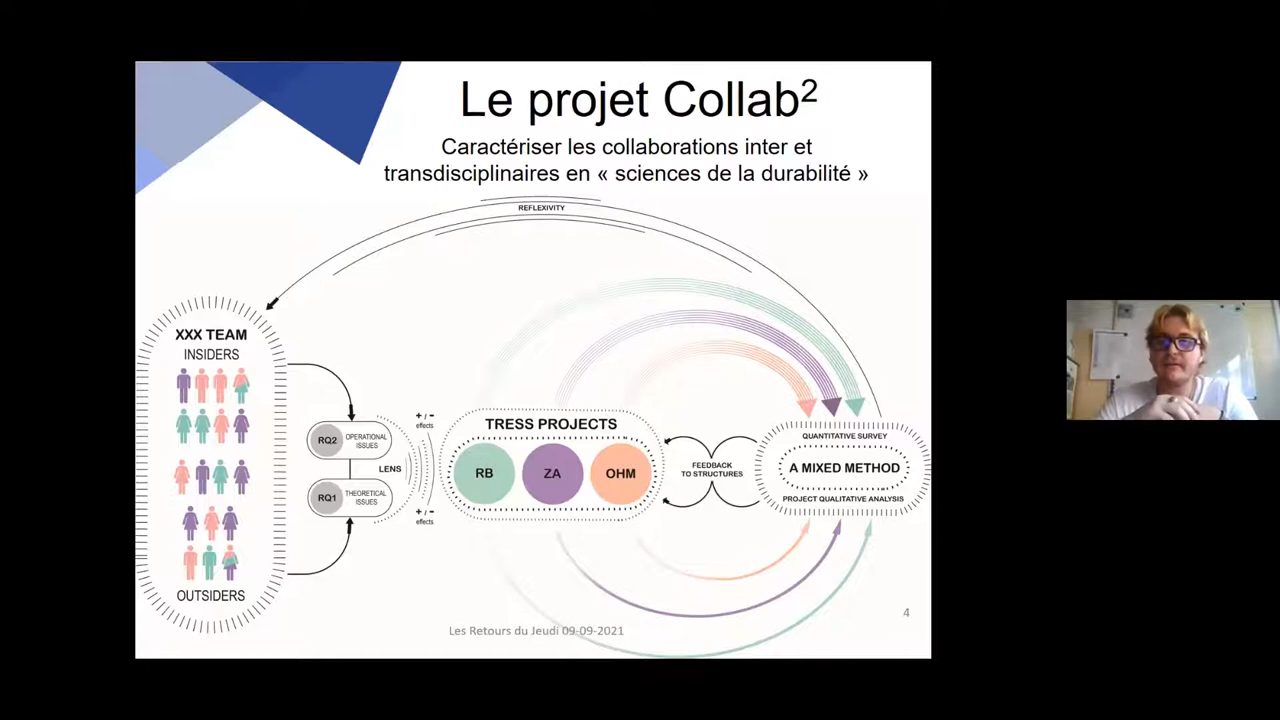 Le projet Collab²
Caractériser les collaborations inter et
transdisciplinaires en « sciences de la durabilité »
REFLEXIVITY
XXX TEAM
INSIDERS
OUTSIDERS
RQ2
OPERATIONAL
ISSUES
RQ1
THEORETICAL
ISSUES
LENS
+ / -
effects
+ / -
effects
TRESS PROJECTS
RB
ZA
OHM
FEEDBACK
TO STRUCTURES
QUANTITATIVE SURVEY
A MIXED METHOD
PROJECT QUALITATIVE ANALYSIS
Les Retours du Jeudi 09-09-2021
4